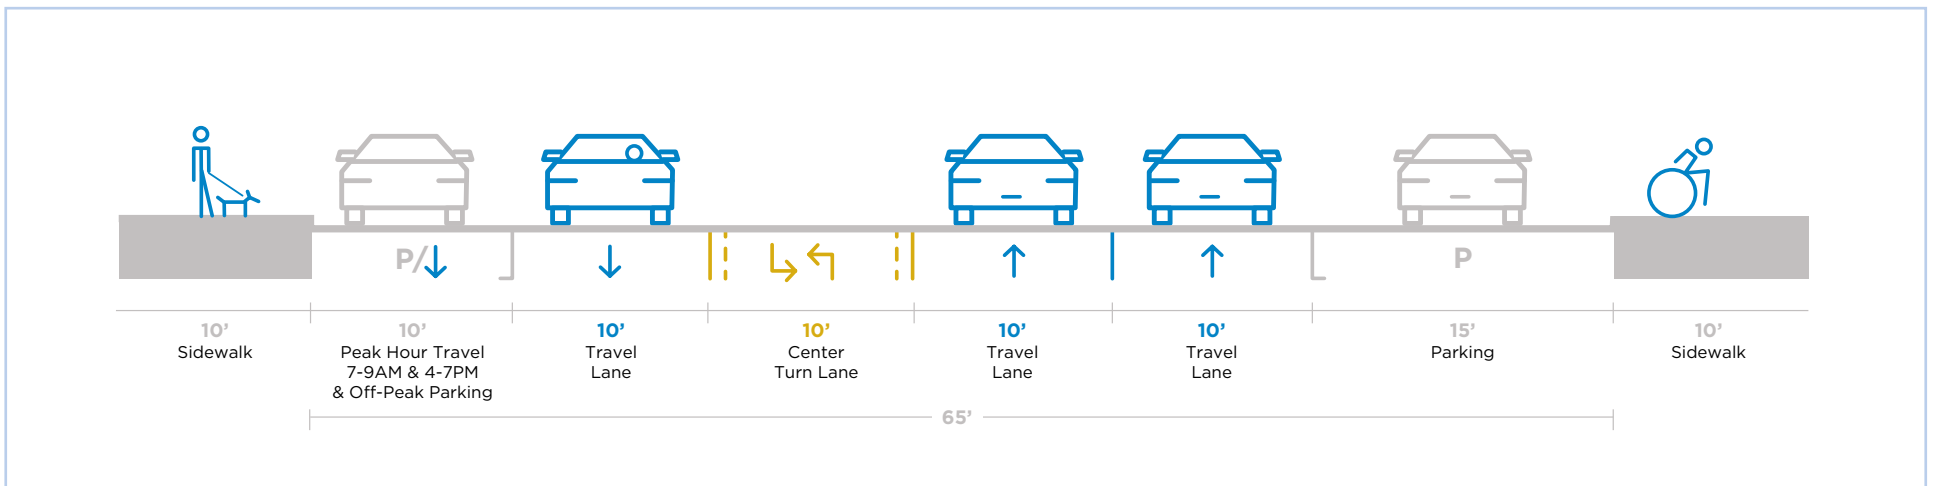 P/
P
10’
Sidewalk
10’
Peak Hour Travel
7-9AM & 4-7PM
& Off-Peak Parking
10’
Travel
Lane
10’
Center
Turn Lane
10’
Travel
Lane
10’
Travel
Lane
15’
Parking
10’
Sidewalk
65’